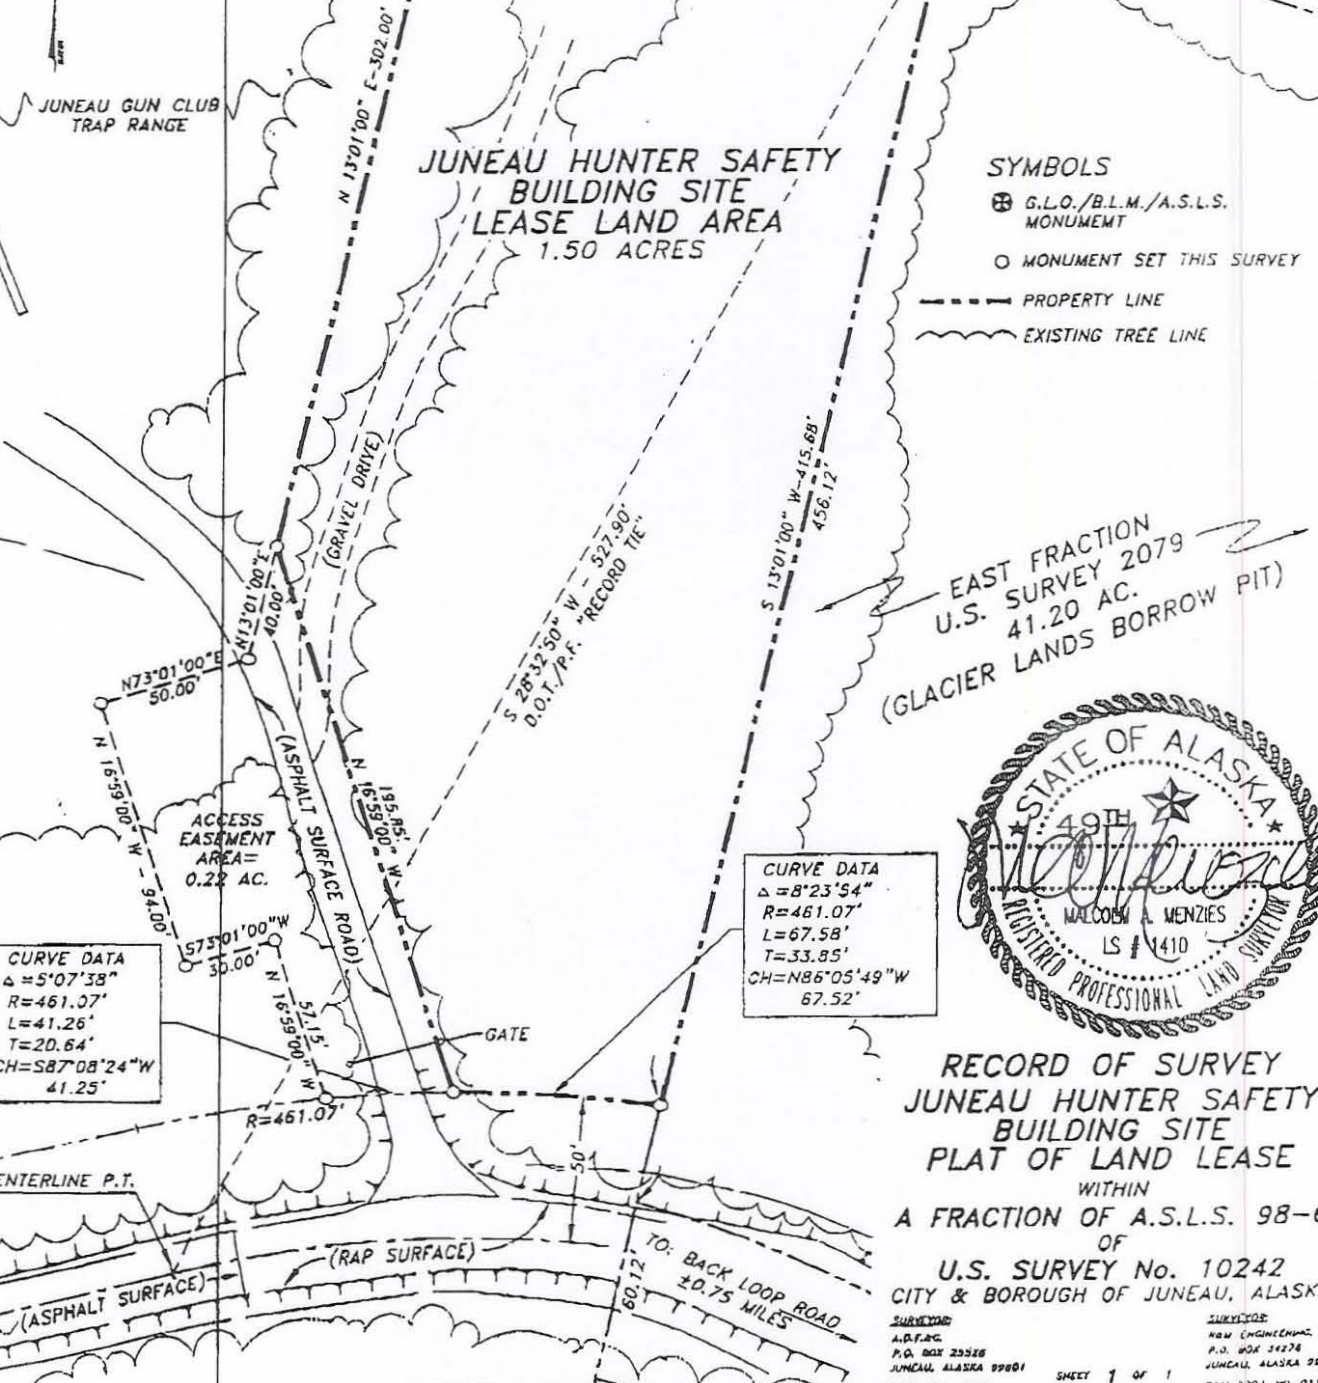 JUNEAU GUN CLUB
TRAP RANGE
N 13°01'00" E-302.00'
JUNEAU HUNTER SAFETY
BUILDING SITE
LEASE LAND AREA
1.50 ACRES
SYMBOLS
G.L.O./B.L.M./A.S.L.S.
MONUMEMT
MONUMENT SET THIS SURVEY
PROPERTY LINE
EXISTING TREE LINE
(GRAVEL DRIVE)
S 28°32'50" W - 527.90'
D.O.T./P.F. "RECORD TIE"
S 13°01'00" W-415.68'
456.12'
EAST FRACTION
U.S. SURVEY 2079
41.20 AC.
(GLACIER LANDS BORROW PIT)
N13°01'00"E
40.00'
N73°01'00"E
50.00'
N 16°59'00" W - 94.00'
(ASPHALT SURFACE ROAD)
195.85'
N 16°59'00" W
ACCESS
EASEMENT
AREA=
0.22 AC.
S73°01'00"W
30.00'
57.15'
N 16°59'00" W
CURVE DATA
Δ=5°07'38"
R=461.07'
L=41.26'
T=20.64'
CH=S87°08'24"W
41.25'
CURVE DATA
Δ=8°23'54"
R=461.07'
L=67.58'
T=33.85'
CH=N86°05'49"W
67.52'
GATE
R=461.07'
STATE OF ALASKA
49TH
MALCOLM A. MENZIES
LS # 1410
REGISTERED PROFESSIONAL LAND SURVEYOR
RECORD OF SURVEY
JUNEAU HUNTER SAFETY
BUILDING SITE
PLAT OF LAND LEASE
WITHIN
A FRACTION OF A.S.L.S. 98-
OF
U.S. SURVEY No. 10242
CITY & BOROUGH OF JUNEAU, ALASK
ENTERLINE P.T.
50'
60.12'
(RAP SURFACE)
(ASPHALT SURFACE)
TO: BACK LOOP ROAD
±0.75 MILES
SURVEYOR:
P.O. BOX
JUNEAU, ALASKA 99801
SURVEYOR:
R&M ENGINEERING,
P.O. BOX 34274
JUNEAU, ALASKA
SHEET 1 OF 1